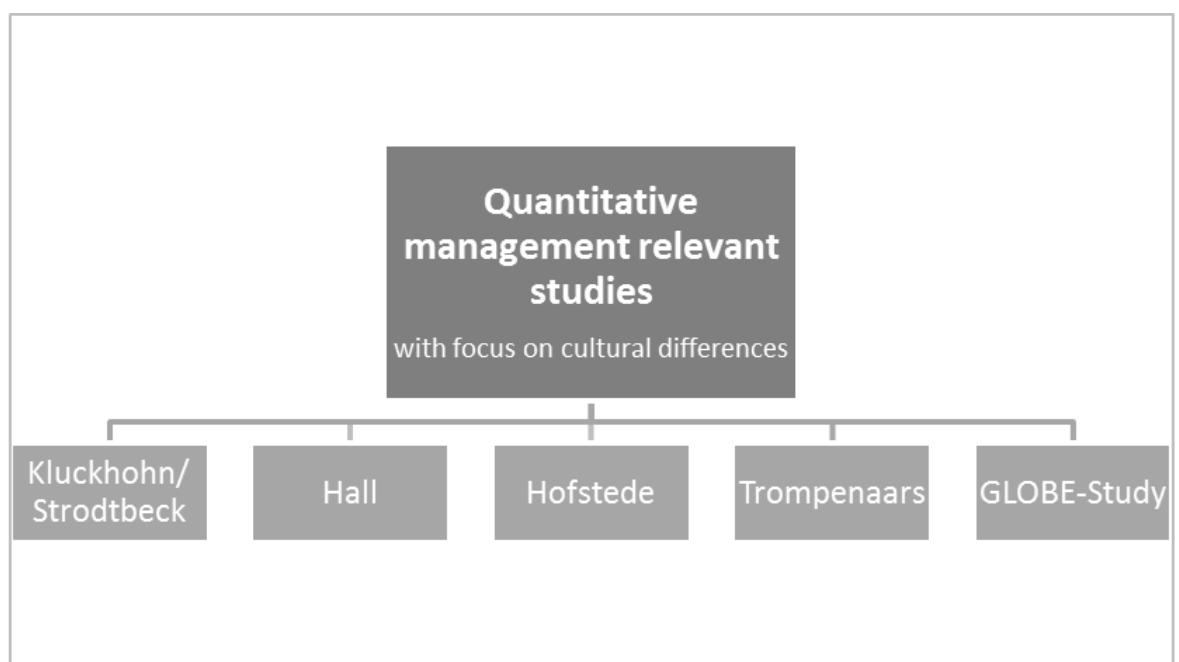 Quantitative
management relevant
studies
with focus on cultural differences
Kluckhohn/
Strodtbeck
Hall
Hofstede
Trompenaars
GLOBE-Study